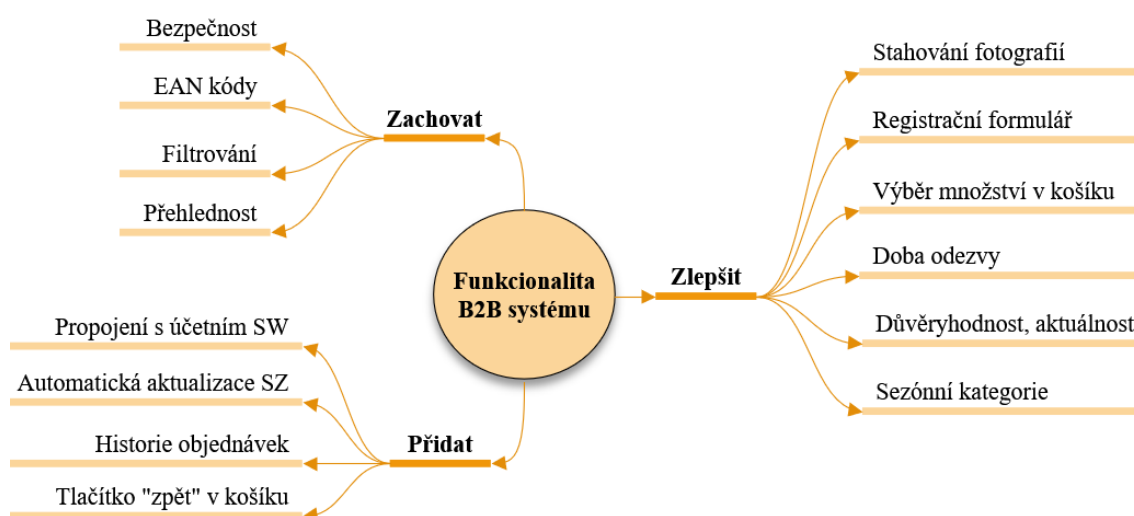 Bezpečnost
EAN kódy
Zachovat
Filtrování
Přehlednost
Funkcionalita
B2B systému
Zlepšit
Stahování fotografií
Registrační formulář
Výběr množství v košíku
Doba odezvy
Důvěryhodnost, aktuálnost
Sezónní kategorie
Propojení s účetním SW
Automatická aktualizace SZ
Přidat
Historie objednávek
Tlačítko "zpět" v košíku